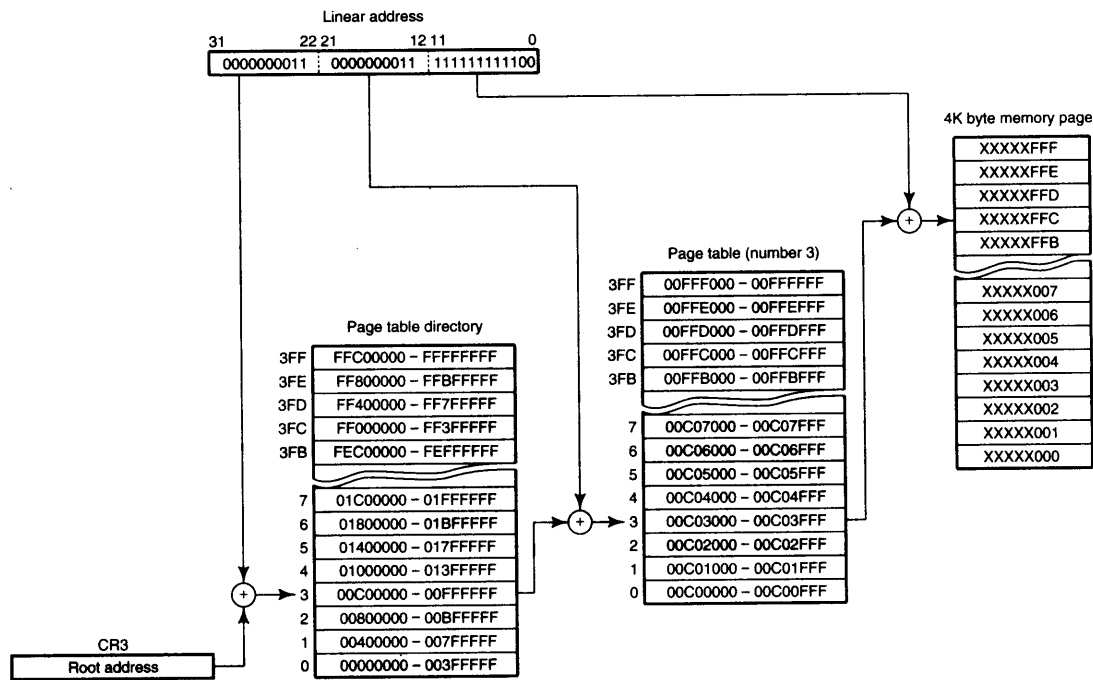 Linear address
31 22 21 12 11 0
0000000011 0000000011 111111111100
4K byte memory page
XXXXXFFF
XXXXXFFE
XXXXXFFD
XXXXXFFC
XXXXXFFB
XXXXX007
XXXXX006
XXXXX005
XXXXX004
XXXXX003
XXXXX002
XXXXX001
XXXXX000
Page table (number 3)
3FF 00FFF000 – 00FFFFFF
3FE 00FFE000 – 00FFEFFF
3FD 00FFD000 – 00FFDFFF
3FC 00FFC000 – 00FFCFFF
3FB 00FFB000 – 00FFBFFF
7 00C07000 – 00C07FFF
6 00C06000 – 00C06FFF
5 00C05000 – 00C05FFF
4 00C04000 – 00C04FFF
3 00C03000 – 00C03FFF
2 00C02000 – 00C02FFF
1 00C01000 – 00C01FFF
0 00C00000 – 00C00FFF
Page table directory
3FF FFC00000 – FFFFFFFF
3FE FF800000 – FFBFFFFF
3FD FF400000 – FF7FFFFF
3FC FF000000 – FF3FFFFF
3FB FEC00000 – FEFFFFFF
7 01C00000 – 01FFFFFF
6 01800000 – 01BFFFFF
5 01400000 – 017FFFFF
4 01000000 – 013FFFFF
3 00C00000 – 00FFFFFF
2 00800000 – 00BFFFFF
1 00400000 – 007FFFFF
0 00000000 – 003FFFFF
CR3
Root address
+
+
+